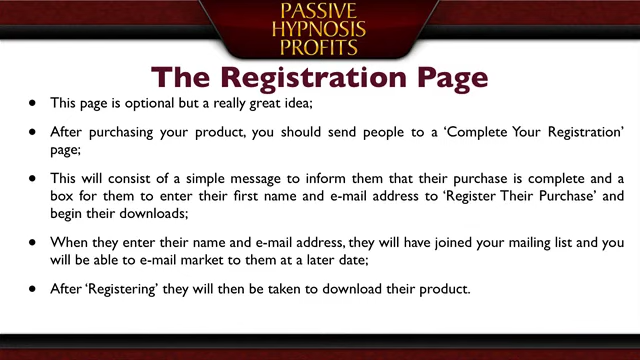 PASSIVE
HYPNOSIS
PROFITS
The Registration Page
● This page is optional but a really great idea;
● After purchasing your product, you should send people to a ‘Complete Your Registration’
page;
● This will consist of a simple message to inform them that their purchase is complete and a
box for them to enter their first name and e-mail address to ‘Register Their Purchase’ and
begin their downloads;
● When they enter their name and e-mail address, they will have joined your mailing list and you
will be able to e-mail market to them at a later date;
● After ‘Registering’ they will then be taken to download their product.